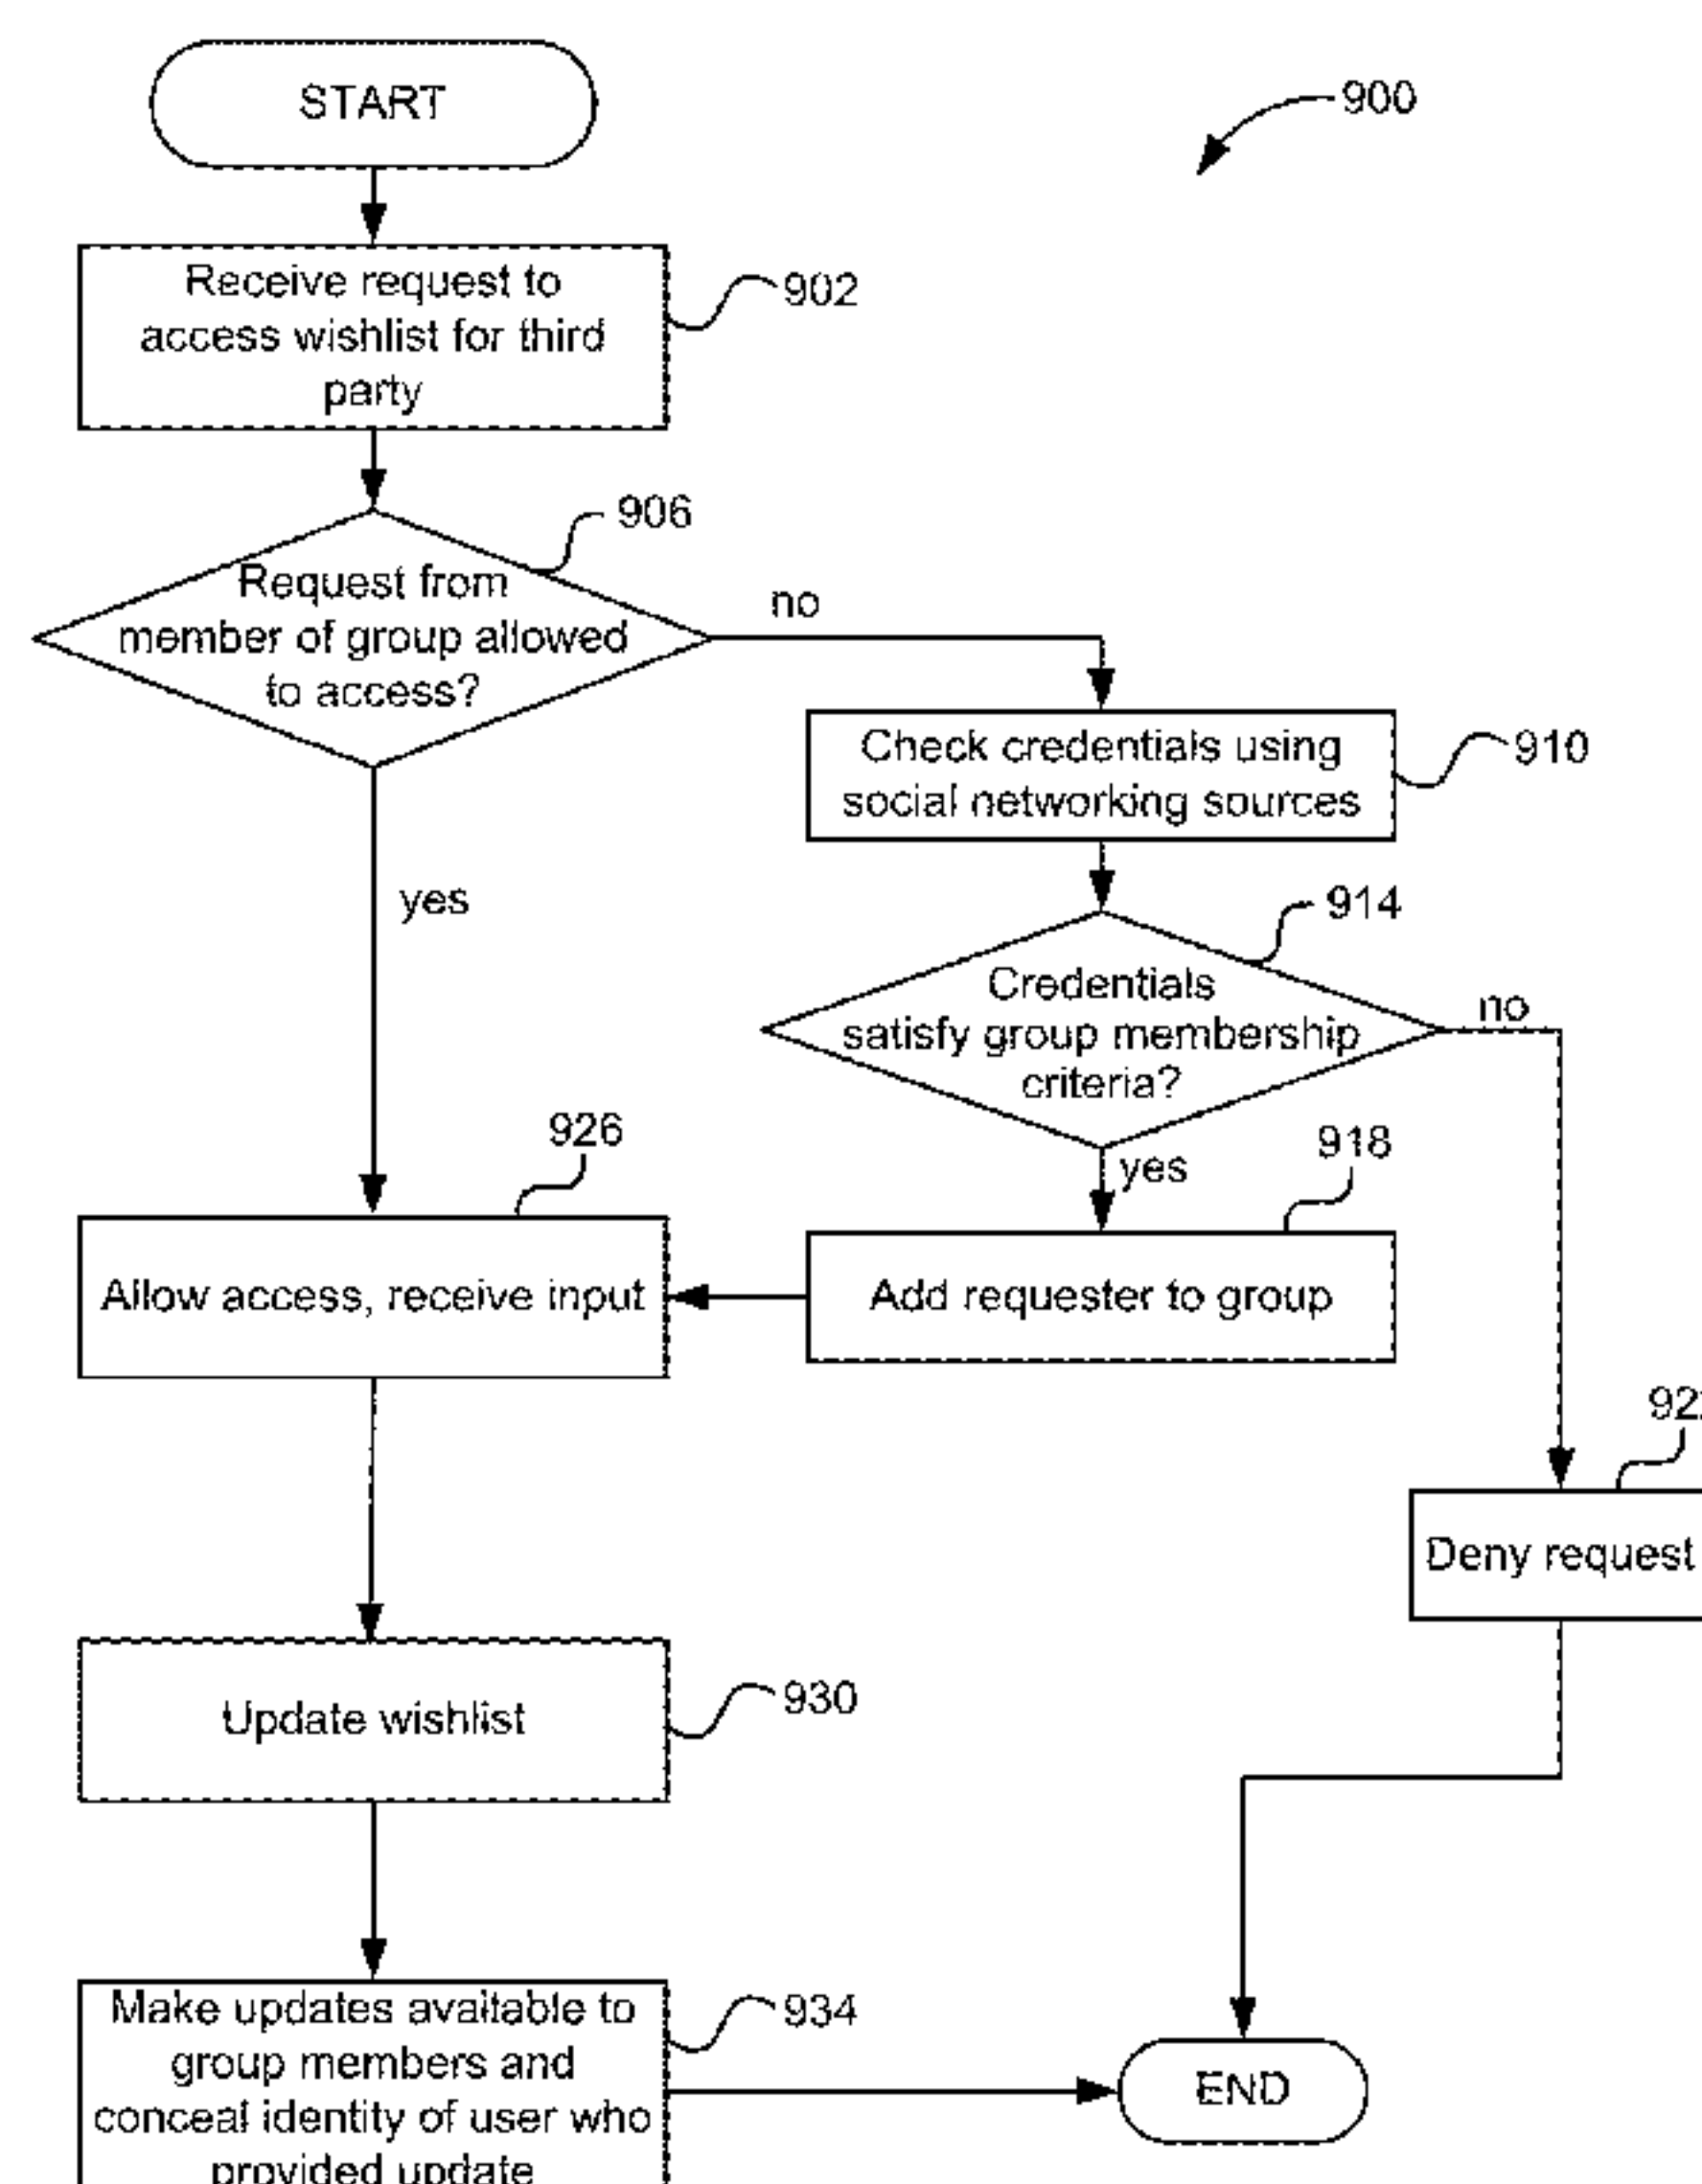 START
900
Receive request to
access wishlist for third
party
902
906
Request from
member of group allowed
to access?
no
Check credentials using
social networking sources
910
yes
914
Credentials
satisfy group membership
criteria?
no
926
918
yes
Allow access, receive input
Add requester to group
Deny request
Update wishlist
930
Make updates available to
group members and
conceal identity of user who
provided update
934
END